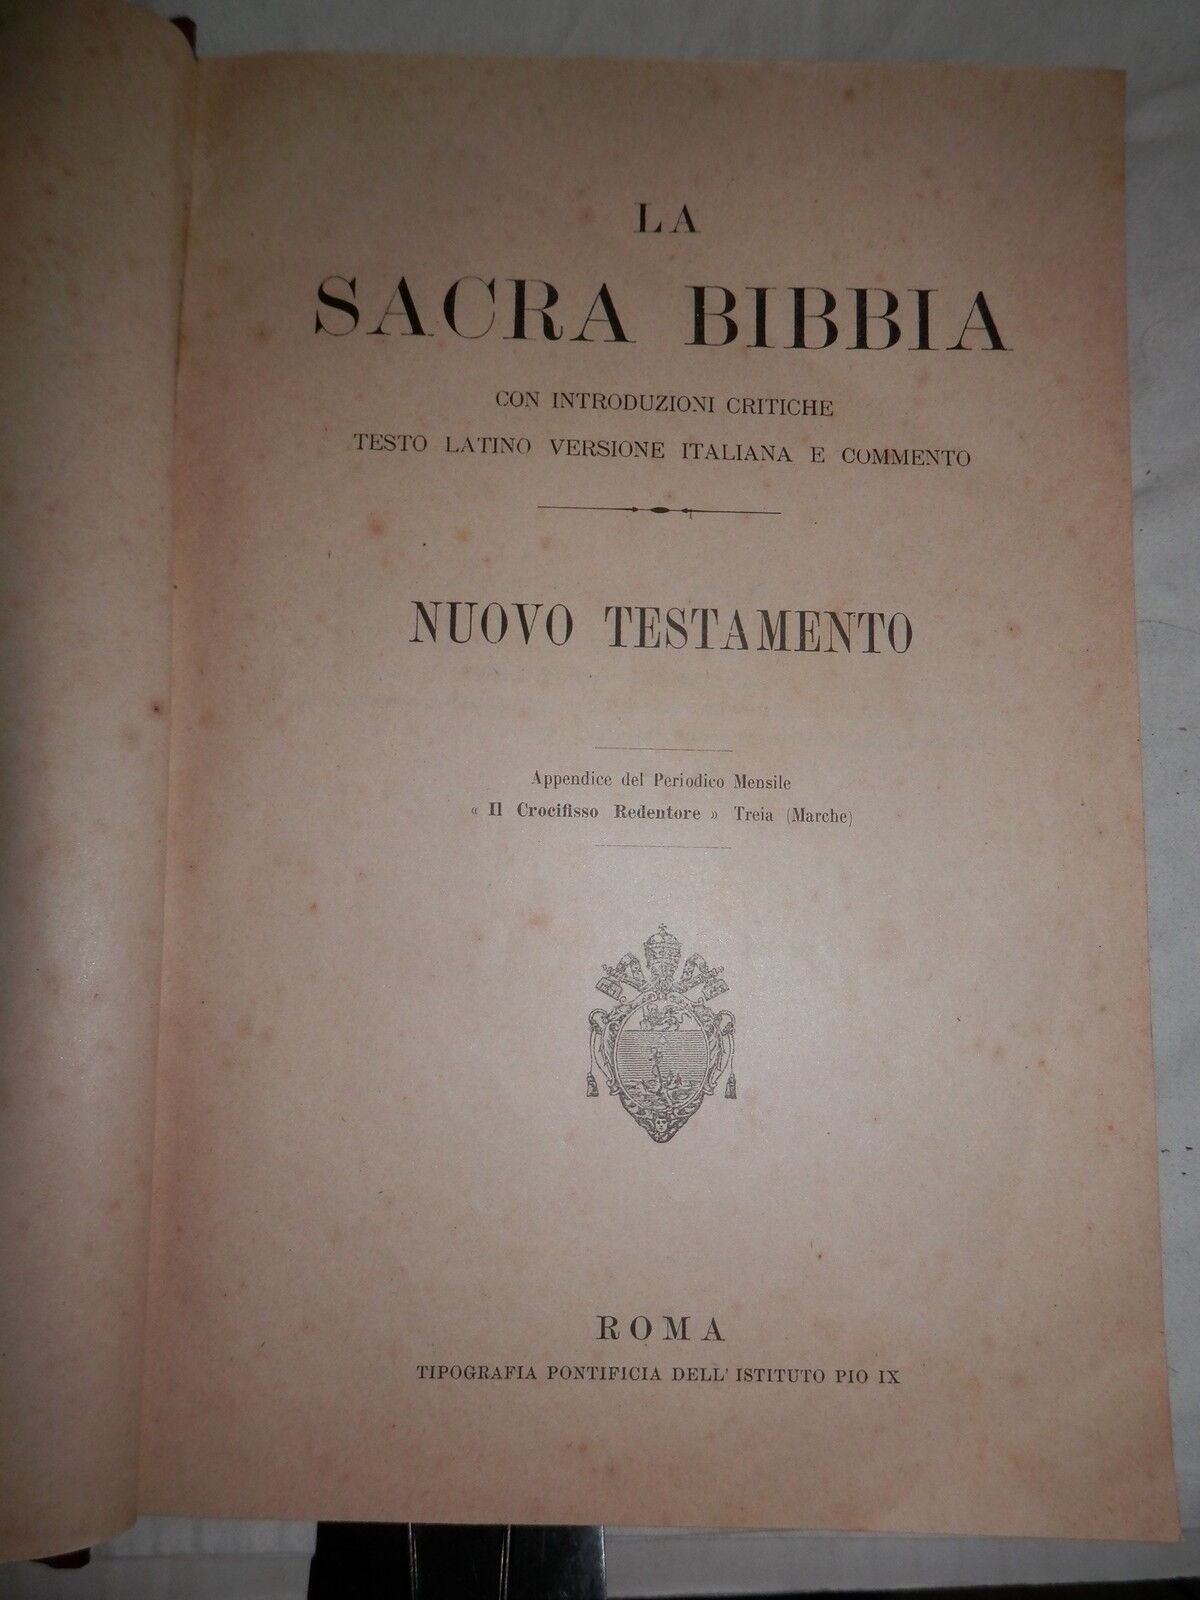 LA
SACRA BIBBIA
CON INTRODUZIONI CRITICHE
TESTO LATINO VERSIONE ITALIANA E COMMENTO
NUOVO TESTAMENTO
Appendice del Periodico Mensile
« Il Crocifisso Redentore » Treia (Marche)
ROMA
TIPOGRAFIA PONTIFICIA DELL' ISTITUTO PIO IX